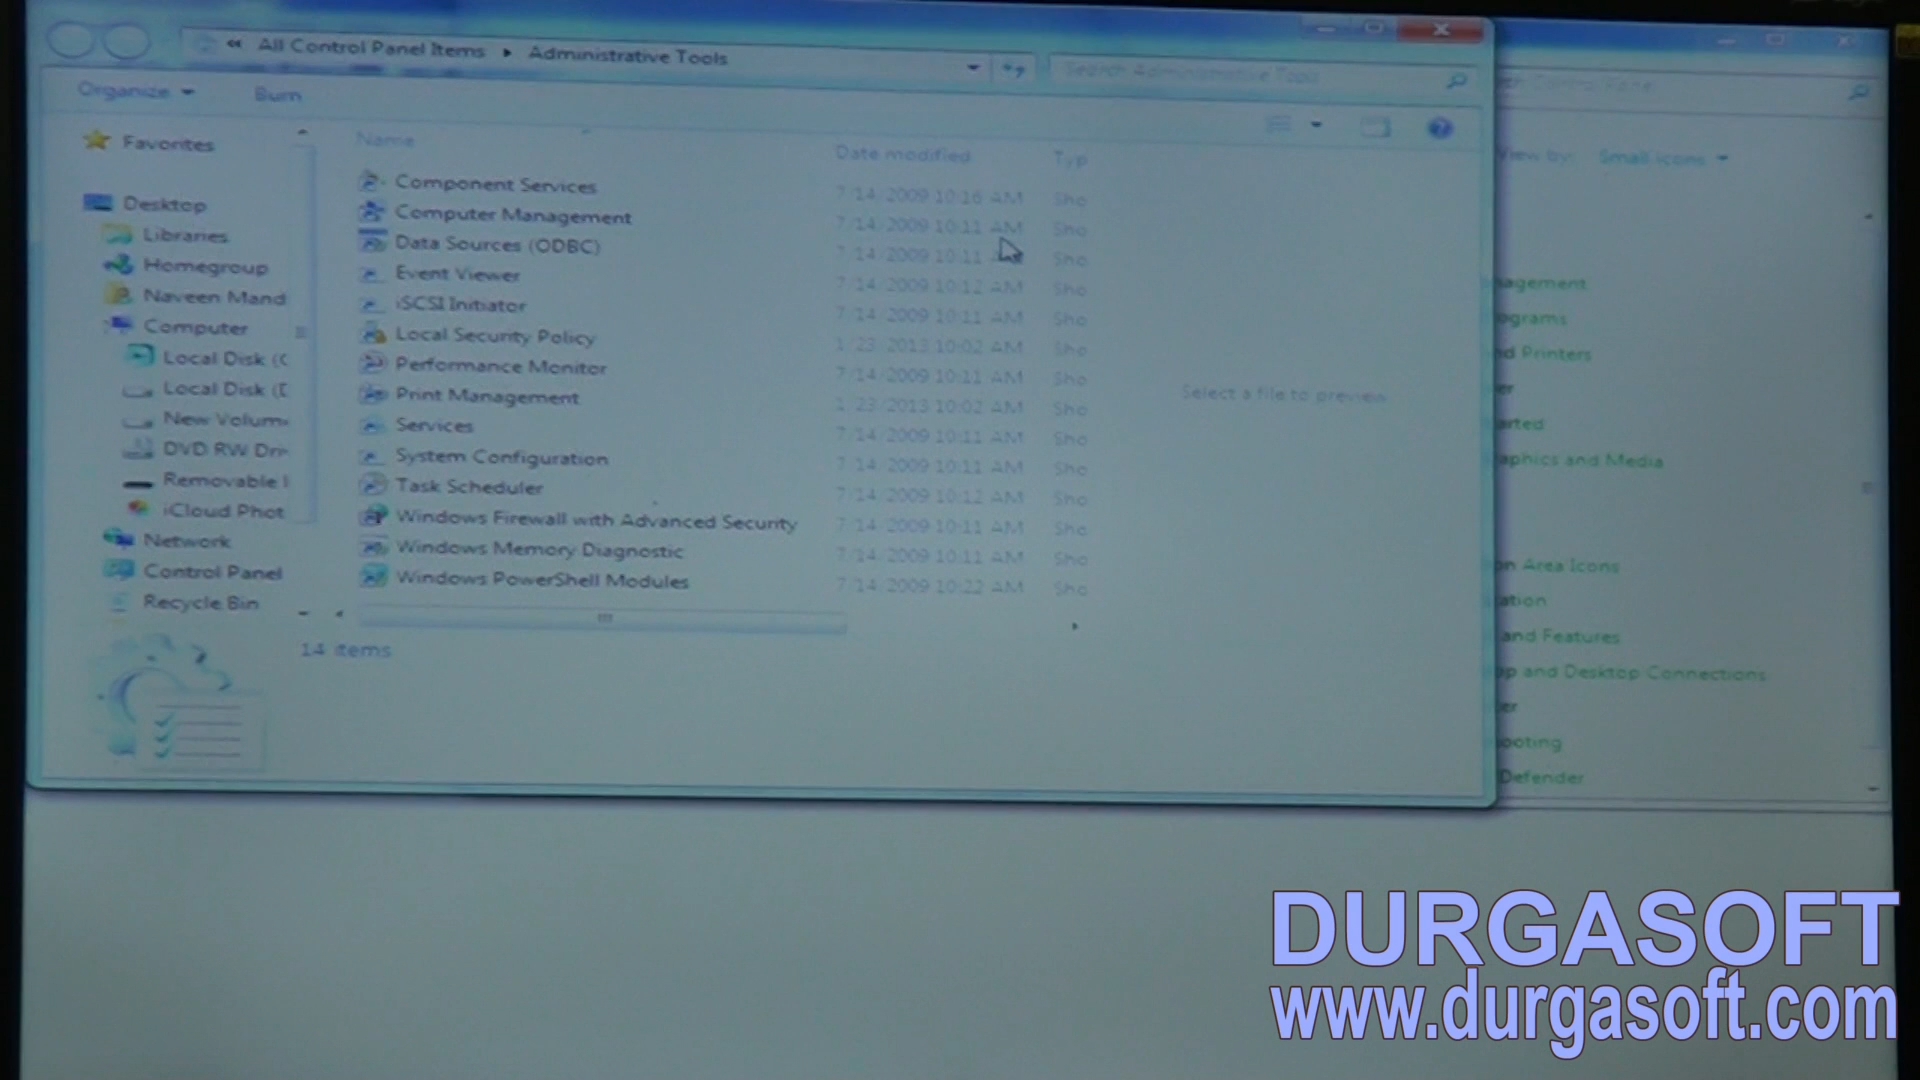 « All Control Panel Items ▸ Administrative Tools
Search Administrative Tools
Control Panel
Organize
Burn
View by: Small icons
Favorites
Desktop
Libraries
Homegroup
Naveen Mand
Computer
Local Disk (C
Local Disk (D
New Volum
DVD RW Dri
Removable
iCloud Phot
Network
Control Panel
Recycle Bin
Name Date modified Typ
Component Services 7/14/2009 10:16 AM Sho
Computer Management 7/14/2009 10:11 AM Sho
Data Sources (ODBC) 7/14/2009 10:11 Sho
Event Viewer 7/14/2009 10:12 AM Sho
iSCSI Initiator 7/14/2009 10:11 AM Sho
Local Security Policy 1/23/2013 10:02 AM Sho
Performance Monitor 7/14/2009 10:11 AM Sho
Print Management 1/23/2013 10:02 AM Sho
Services 7/14/2009 10:11 AM Sho
System Configuration 7/14/2009 10:11 AM Sho
Task Scheduler 7/14/2009 10:12 AM Sho
Windows Firewall with Advanced Security 7/14/2009 10:11 AM Sho
Windows Memory Diagnostic 7/14/2009 10:11 AM Sho
Windows PowerShell Modules 7/14/2009 10:22 AM Sho
Select a file to preview
14 items
nagement
ograms
nd Printers
er
arted
aphics and Media
on Area Icons
ation
and Features
op and Desktop Connections
er
ooting
Defender
DURGASOFT
www.durgasoft.com